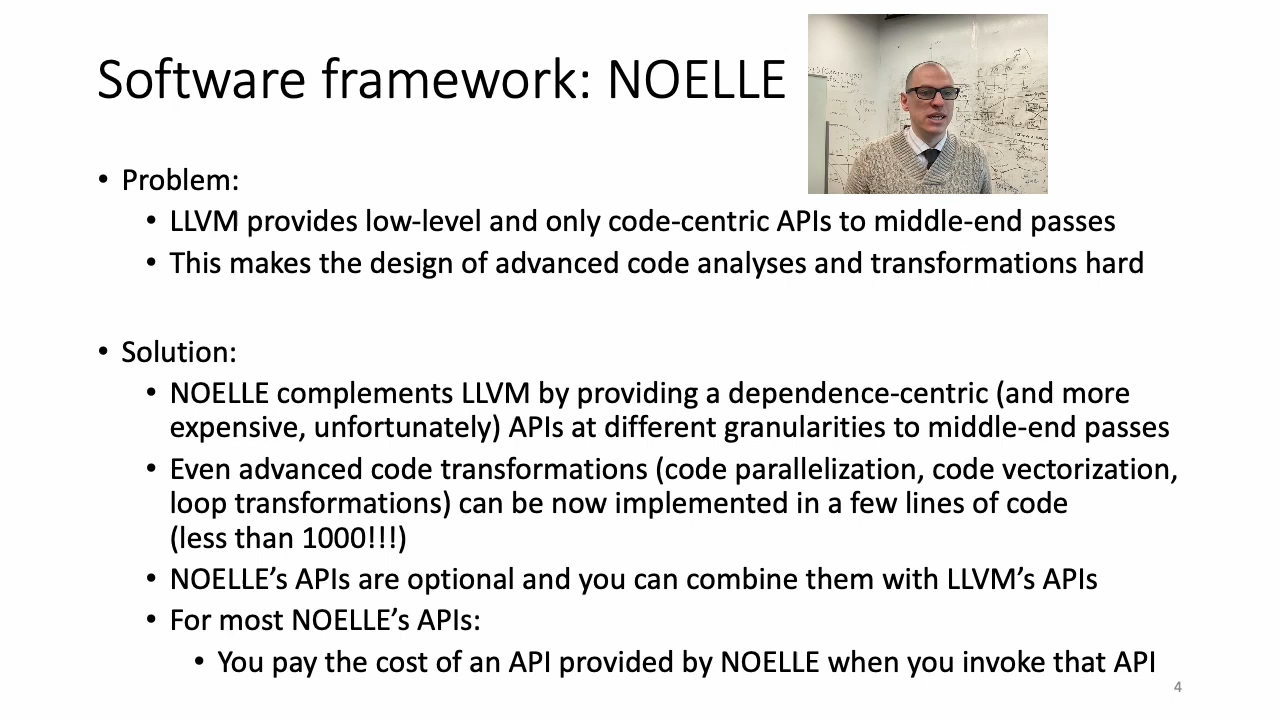 Software framework: NOELLE
• Problem:
• LLVM provides low-level and only code-centric APIs to middle-end passes
• This makes the design of advanced code analyses and transformations hard
• Solution:
• NOELLE complements LLVM by providing a dependence-centric (and more
expensive, unfortunately) APIs at different granularities to middle-end passes
• Even advanced code transformations (code parallelization, code vectorization,
loop transformations) can be now implemented in a few lines of code
(less than 1000!!!)
• NOELLE’s APIs are optional and you can combine them with LLVM’s APIs
• For most NOELLE’s APIs:
• You pay the cost of an API provided by NOELLE when you invoke that API
4